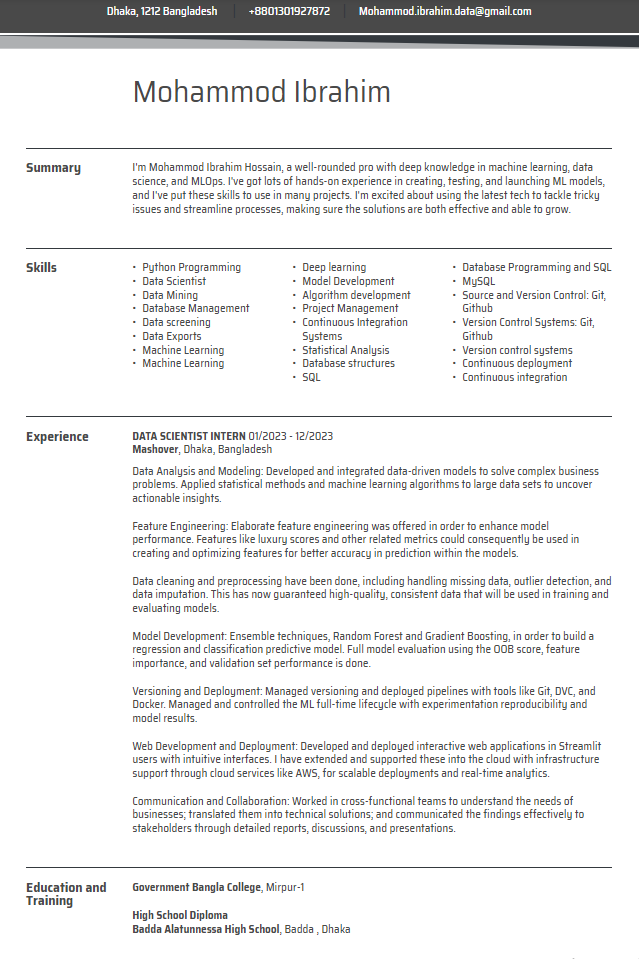 Dhaka, 1212 Bangladesh | +8801301927872 | Mohammod.ibrahim.data@gmail.com
Mohammod Ibrahim
Summary
I'm Mohammod Ibrahim Hossain, a well-rounded pro with deep knowledge in machine learning, data
science, and MLOps. I've got lots of hands-on experience in creating, testing, and launching ML models,
and I've put these skills to use in many projects. I'm excited about using the latest tech to tackle tricky
issues and streamline processes, making sure the solutions are both effective and able to grow.
Skills
• Python Programming
• Data Scientist
• Data Mining
• Database Management
• Data screening
• Data Exports
• Machine Learning
• Machine Learning
• Deep learning
• Model Development
• Algorithm development
• Project Management
• Continuous Integration
Systems
• Statistical Analysis
• Database structures
• SQL
• Database Programming and SQL
• MySQL
• Source and Version Control: Git,
Github
• Version Control Systems: Git,
Github
• Version control systems
• Continuous deployment
• Continuous integration
Experience
DATA SCIENTIST INTERN 01/2023 - 12/2023
Mashover, Dhaka, Bangladesh
Data Analysis and Modeling: Developed and integrated data-driven models to solve complex business
problems. Applied statistical methods and machine learning algorithms to large data sets to uncover
actionable insights.
Feature Engineering: Elaborate feature engineering was offered in order to enhance model
performance. Features like luxury scores and other related metrics could consequently be used in
creating and optimizing features for better accuracy in prediction within the models.
Data cleaning and preprocessing have been done, including handling missing data, outlier detection, and
data imputation. This has now guaranteed high-quality, consistent data that will be used in training and
evaluating models.
Model Development: Ensemble techniques, Random Forest and Gradient Boosting, in order to build a
regression and classification predictive model. Full model evaluation using the OOB score, feature
importance, and validation set performance is done.
Versioning and Deployment: Managed versioning and deployed pipelines with tools like Git, DVC, and
Docker. Managed and controlled the ML full-time lifecycle with experimentation reproducibility and
model results.
Web Development and Deployment: Developed and deployed interactive web applications in Streamlit
users with intuitive interfaces. I have extended and supported these into the cloud with infrastructure
support through cloud services like AWS, for scalable deployments and real-time analytics.
Communication and Collaboration: Worked in cross-functional teams to understand the needs of
businesses; translated them into technical solutions; and communicated the findings effectively to
stakeholders through detailed reports, discussions, and presentations.
Education and
Training
Government Bangla College, Mirpur-1
High School Diploma
Badda Alatunnessa High School, Badda , Dhaka